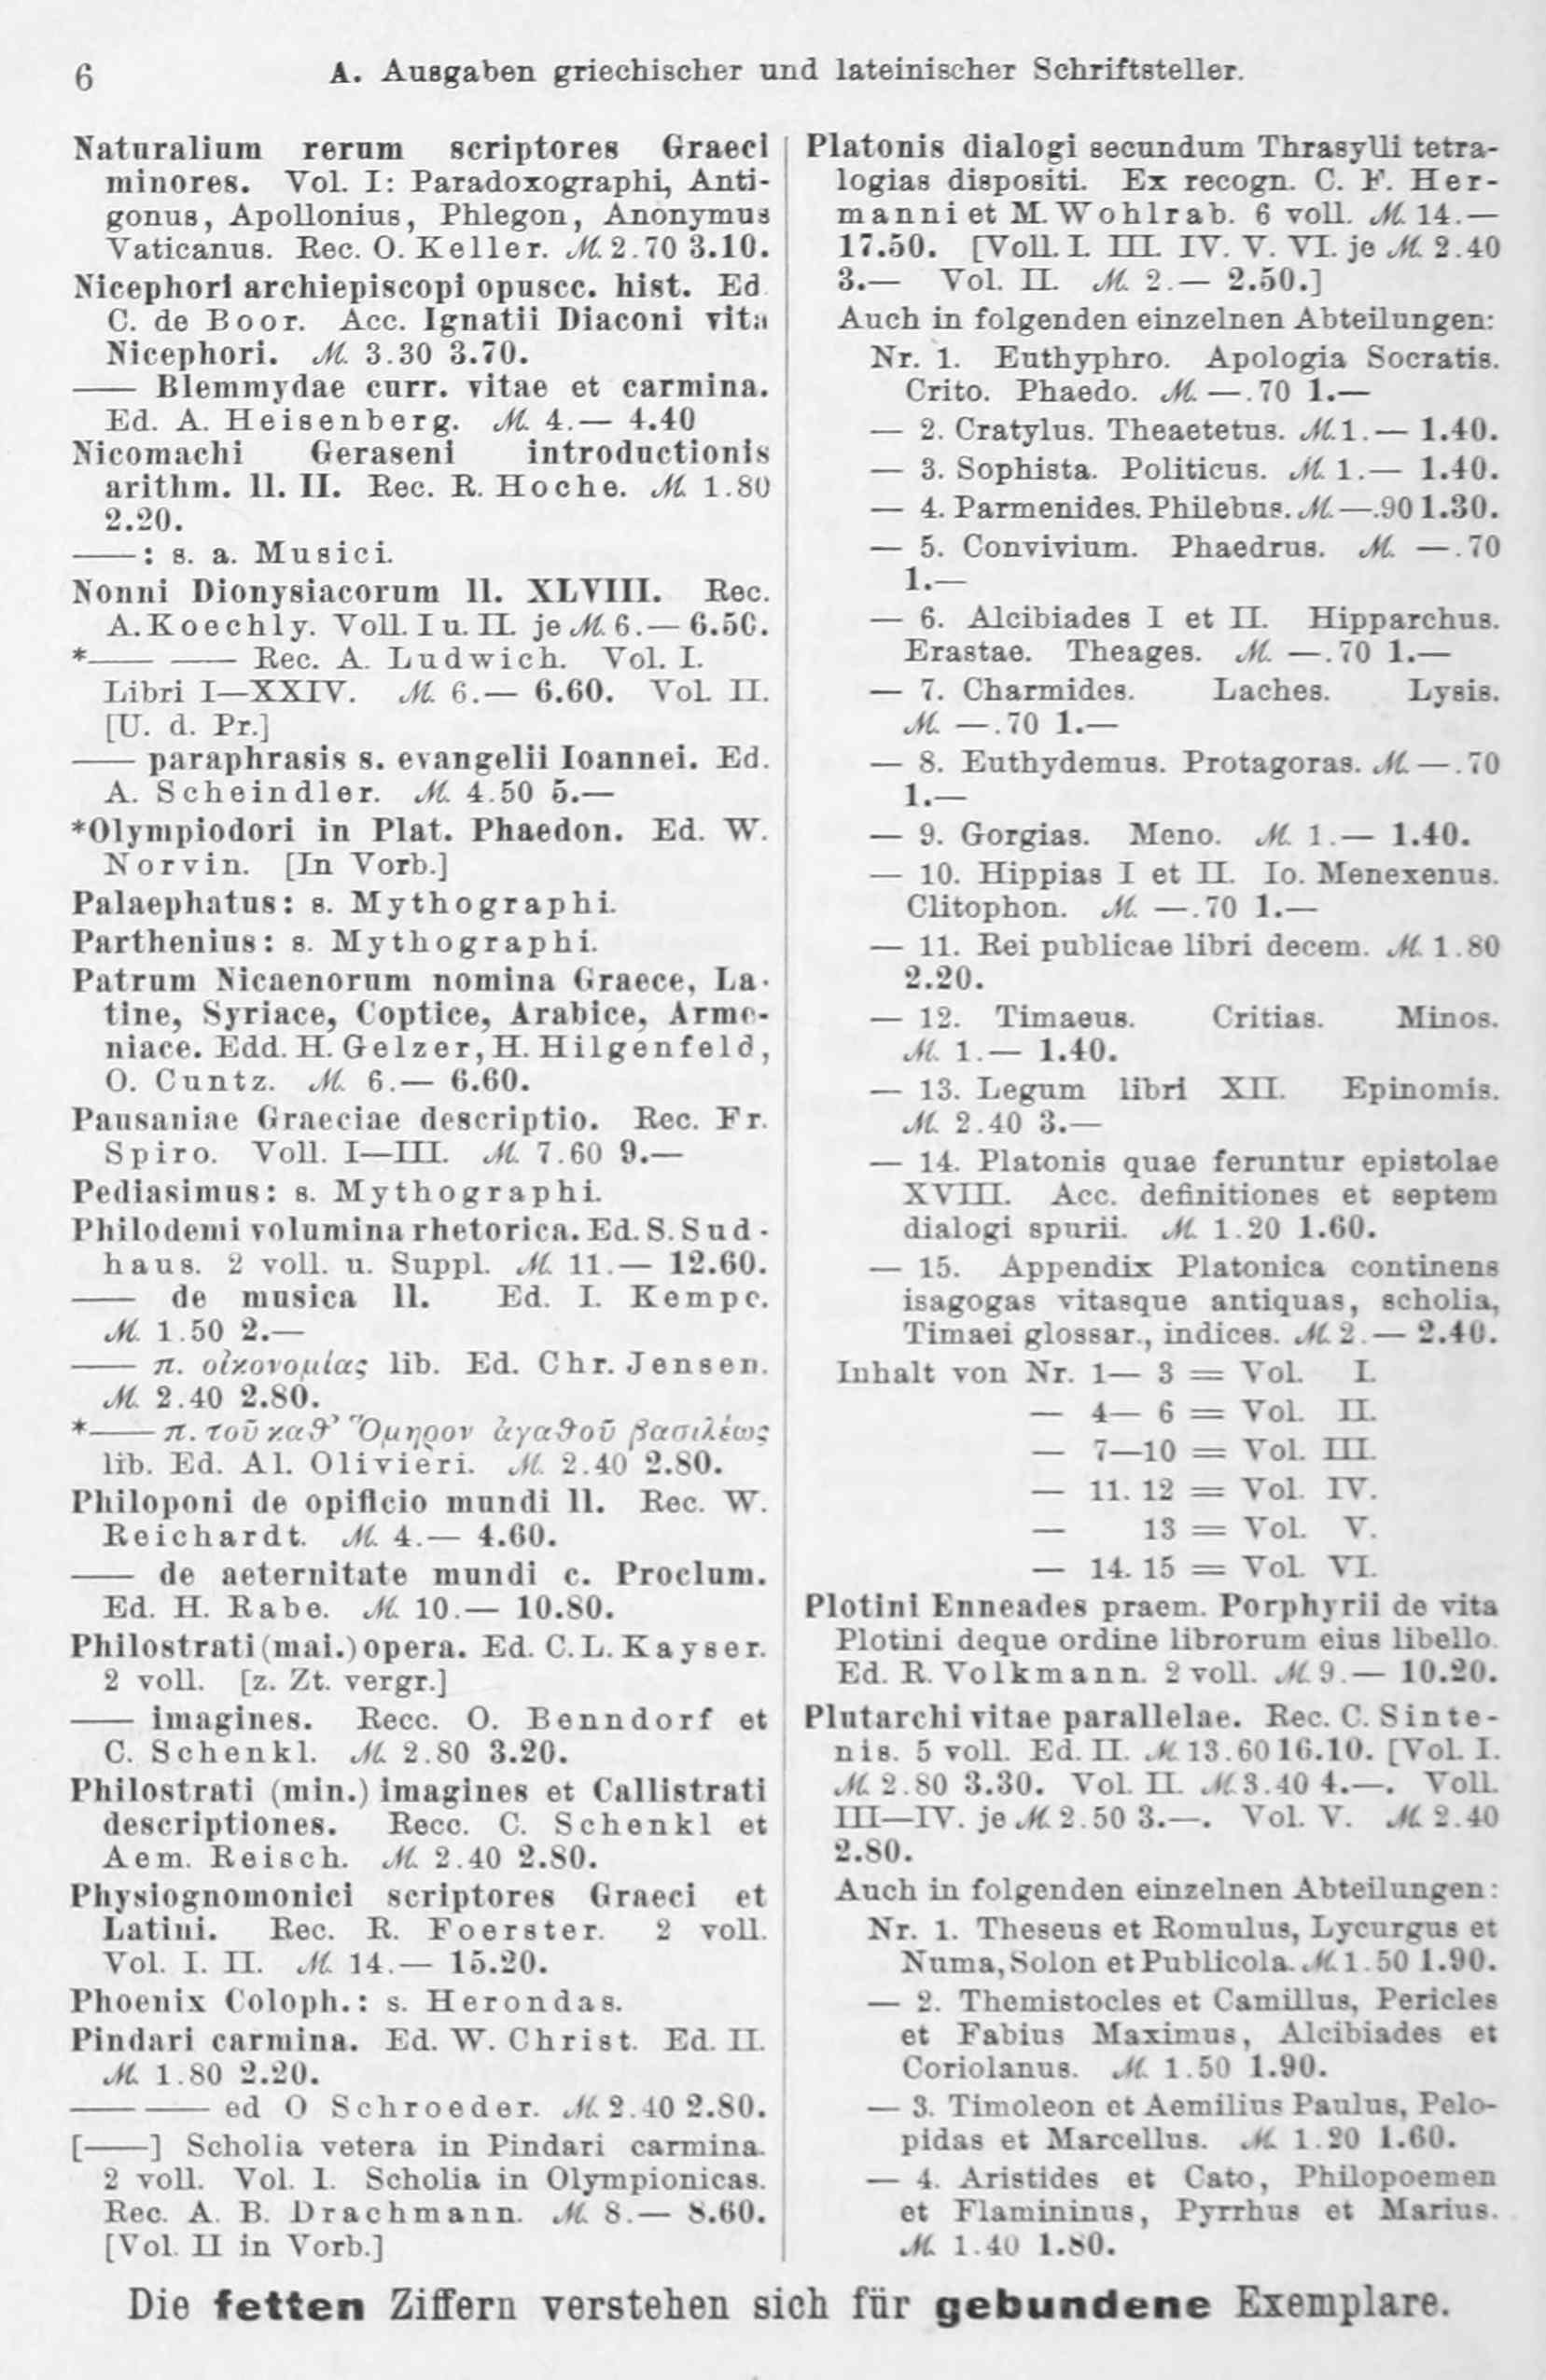 6
A. Ausgaben griechischer und lateinischer Schriftsteller.
Naturalium rerum scriptores Graeci
minores. Vol. I: Paradoxographi, Anti-
gonus, Apollonius, Phlegon, Anonymus
Vaticanus. Rec. O. Keller. M. 2.70 3.10.
Nicephori archiepiscopi opuscc. hist. Ed
C. de Boor. Acc. Ignatii Diaconi vita
Nicephori. M. 3.30 3.70.
—— Blemmydae curr. vitae et carmina.
Ed. A. Heisenberg. M. 4.— 4.40
Nicomachi Geraseni introductionis
arithm. ll. II. Rec. R. Hoche. M. 1.80
2.20.
——: s. a. Musici.
Nonni Dionysiacorum ll. XLVIII. Rec.
A. Koechly. Voll. I u. II. je M. 6.— 6.50.
*—— —— Rec. A. Ludwich. Vol. I.
Libri I—XXIV. M. 6.— 6.60. Vol. II.
[U. d. Pr.]
—— paraphrasis s. evangelii Ioannei. Ed.
A. Scheindler. M. 4.50 5.—
*Olympiodori in Plat. Phaedon. Ed. W.
Norvin. [In Vorb.]
Palaephatus: s. Mythographi.
Parthenius: s. Mythographi.
Patrum Nicaenorum nomina Graece, La-
tine, Syriace, Coptice, Arabice, Arme-
niace. Edd. H. Gelzer, H. Hilgenfeld,
O. Cuntz. M. 6.— 6.60.
Pausaniae Graeciae descriptio. Rec. Fr.
Spiro. Voll. I—III. M. 7.60 9.—
Pediasimus: s. Mythographi.
Philodemi volumina rhetorica. Ed. S. Sud-
haus. 2 voll. u. Suppl. M. 11.— 12.60.
—— de musica ll. Ed. I. Kempe.
M. 1.50 2.—
—— π. οἰκονομίας lib. Ed. Chr. Jensen.
M. 2.40 2.80.
*—— π. τοῦ καθ’ Ὅμηρον ἀγαθοῦ βασιλέως
lib. Ed. Al. Olivieri. M. 2.40 2.80.
Philoponi de opificio mundi ll. Rec. W.
Reichardt. M. 4.— 4.60.
—— de aeternitate mundi c. Proclum.
Ed. H. Rabe. M. 10.— 10.80.
Philostrati (mai.) opera. Ed. C. L. Kayser.
2 voll. [z. Zt. vergr.]
—— imagines. Recc. O. Benndorf et
C. Schenkl. M. 2.80 3.20.
Philostrati (min.) imagines et Callistrati
descriptiones. Recc. C. Schenkl et
Aem. Reisch. M. 2.40 2.80.
Physiognomonici scriptores Graeci et
Latini. Rec. R. Foerster. 2 voll.
Vol. I. II. M. 14.— 15.20.
Phoenix Coloph.: s. Herondas.
Pindari carmina. Ed. W. Christ. Ed. II.
M. 1.80 2.20.
—— —— ed O Schroeder. M. 2.40 2.80.
[——] Scholia vetera in Pindari carmina.
2 voll. Vol. I. Scholia in Olympionicas.
Rec. A. B. Drachmann. M. 8.— 8.60.
[Vol. II in Vorb.]
Platonis dialogi secundum Thrasylli tetra-
logias dispositi. Ex recogn. C. F. Her-
manni et M. Wohlrab. 6 voll. M. 14.—
17.50. [Voll. I. III. IV. V. VI. je M. 2.40
3.— Vol. II. M. 2.— 2.50.]
Auch in folgenden einzelnen Abteilungen:
Nr. 1. Euthyphro. Apologia Socratis.
Crito. Phaedo. M. —.70 1.—
— 2. Cratylus. Theaetetus. M. 1.— 1.40.
— 3. Sophista. Politicus. M. 1.— 1.40.
— 4. Parmenides. Philebus. M. —.90 1.30.
— 5. Convivium. Phaedrus. M. —.70
1.—
— 6. Alcibiades I et II. Hipparchus.
Erastae. Theages. M. —.70 1.—
— 7. Charmides. Laches. Lysis.
M. —.70 1.—
— 8. Euthydemus. Protagoras. M. —.70
1.—
— 9. Gorgias. Meno. M. 1.— 1.40.
— 10. Hippias I et II. Io. Menexenus.
Clitophon. M. —.70 1.—
— 11. Rei publicae libri decem. M. 1.80
2.20.
— 12. Timaeus. Critias. Minos.
M. 1.— 1.40.
— 13. Legum libri XII. Epinomis.
M. 2.40 3.—
— 14. Platonis quae feruntur epistolae
XVIII. Acc. definitiones et septem
dialogi spurii. M. 1.20 1.60.
— 15. Appendix Platonica continens
isagogas vitasque antiquas, scholia,
Timaei glossar., indices. M. 2.— 2.40.
Inhalt von Nr. 1— 3 = Vol. I.
— 4— 6 = Vol. II.
— 7—10 = Vol. III.
— 11. 12 = Vol. IV.
— 13 = Vol. V.
— 14. 15 = Vol. VI.
Plotini Enneades praem. Porphyrii de vita
Plotini deque ordine librorum eius libello.
Ed. R. Volkmann. 2 voll. M. 9.— 10.20.
Plutarchi vitae parallelae. Rec. C. Sinte-
nis. 5 voll. Ed. II. M. 13.60 16.10. [Vol. I.
M. 2.80 3.30. Vol. II. M. 3.40 4.—. Voll.
III—IV. je M. 2.50 3.—. Vol. V. M. 2.40
2.80.
Auch in folgenden einzelnen Abteilungen:
Nr. 1. Theseus et Romulus, Lycurgus et
Numa, Solon et Publicola. M. 1.50 1.90.
— 2. Themistocles et Camillus, Pericles
et Fabius Maximus, Alcibiades et
Coriolanus. M. 1.50 1.90.
— 3. Timoleon et Aemilius Paulus, Pelo-
pidas et Marcellus. M. 1.20 1.60.
— 4. Aristides et Cato, Philopoemen
et Flamininus, Pyrrhus et Marius.
M. 1.40 1.80.
Die fetten Ziffern verstehen sich für gebundene Exemplare.